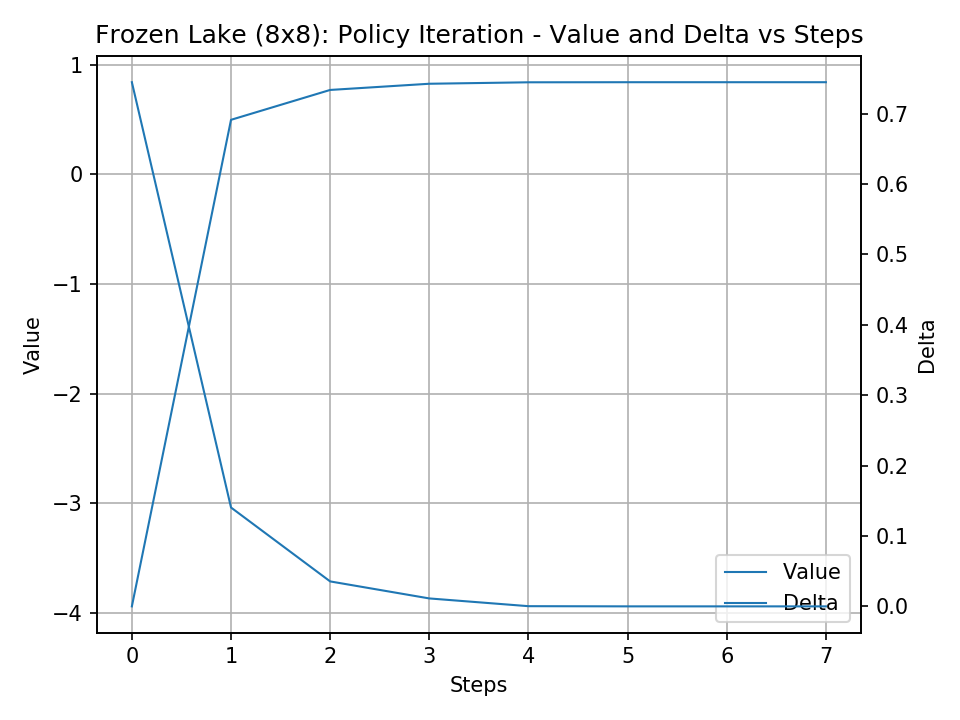 Frozen Lake (8x8): Policy Iteration - Value and Delta vs Steps
1
0
−1
−2
−3
−4
Value
0.7
0.6
0.5
0.4
0.3
0.2
0.1
0.0
Delta
Value
Delta
0 1 2 3 4 5 6 7
Steps